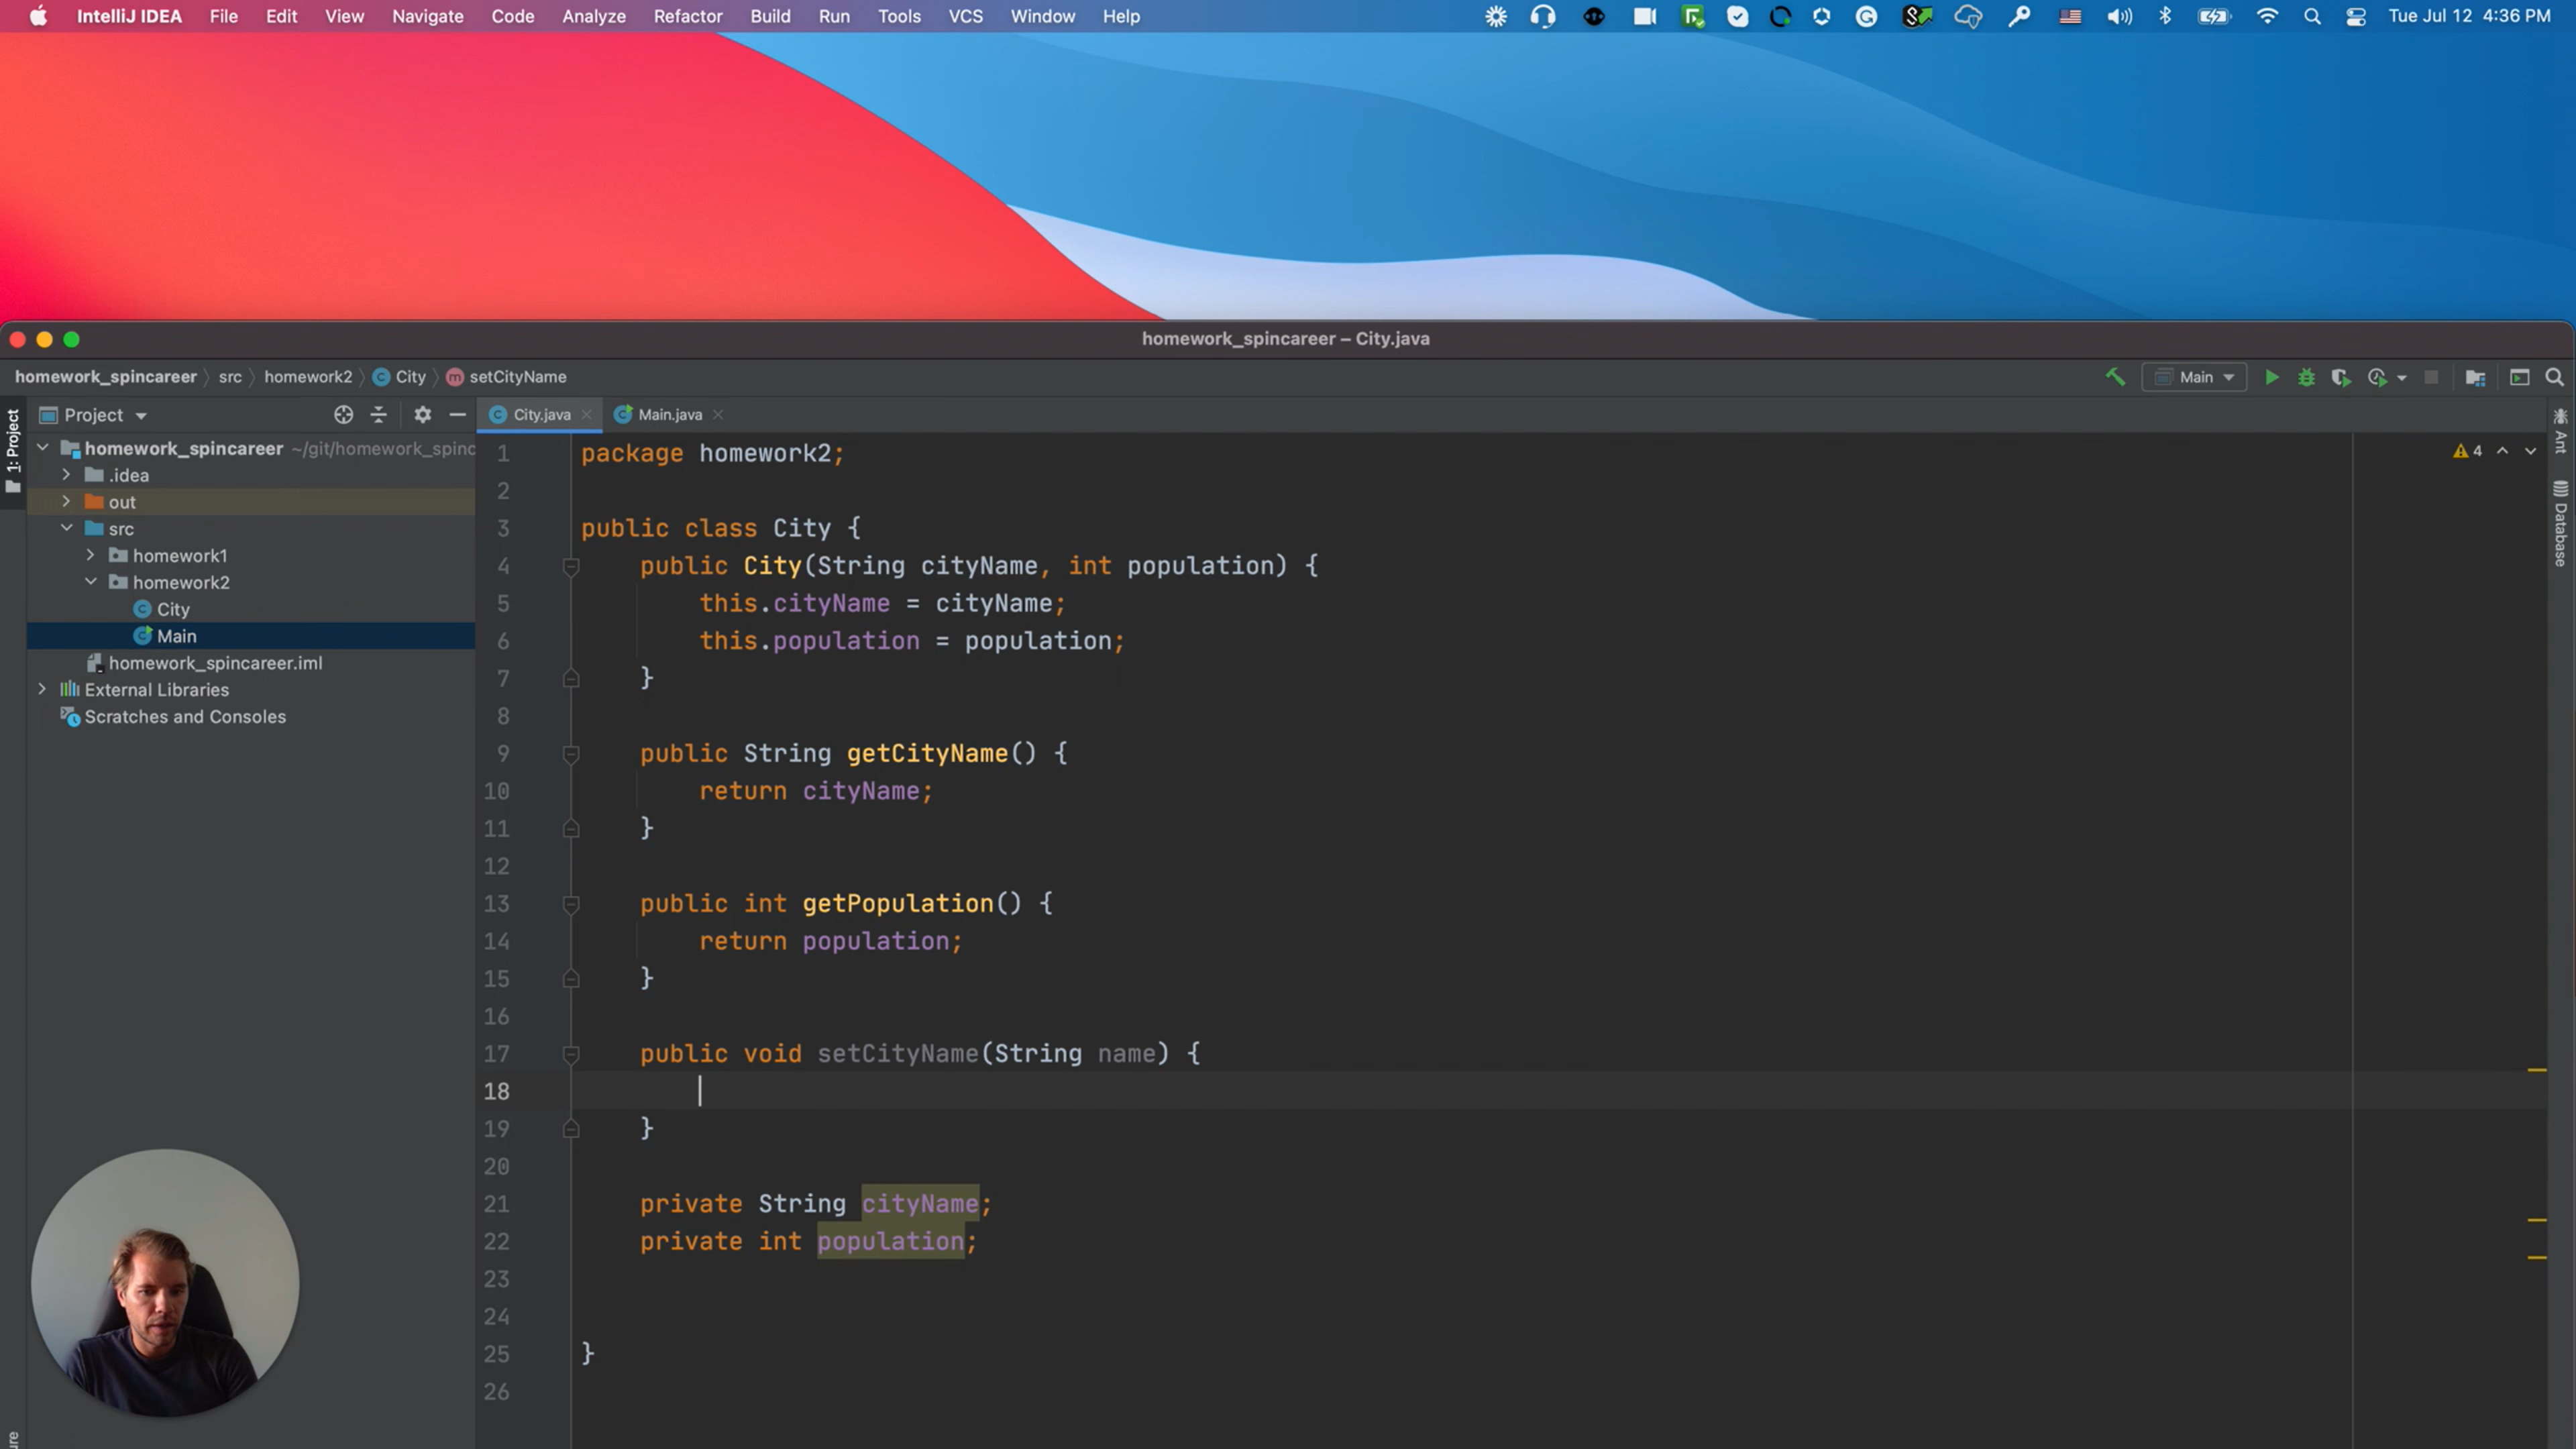 IntelliJ IDEA File Edit View Navigate Code Analyze Refactor Build Run Tools VCS Window Help Tue Jul 12 4:36 PM
homework_spincareer – City.java
homework_spincareer src homework2 City setCityName Main
1: Project
Project
City.java Main.java
homework_spincareer ~/git/homework_spinc
.idea
out
src
homework1
homework2
City
Main
homework_spincareer.iml
External Libraries
Scratches and Consoles
1 package homework2;
2
3 public class City {
4 public City(String cityName, int population) {
5 this.cityName = cityName;
6 this.population = population;
7 }
8
9 public String getCityName() {
10 return cityName;
11 }
12
13 public int getPopulation() {
14 return population;
15 }
16
17 public void setCityName(String name) {
18
19 }
20
21 private String cityName;
22 private int population;
23
24
25 }
26
4
Ant
Database